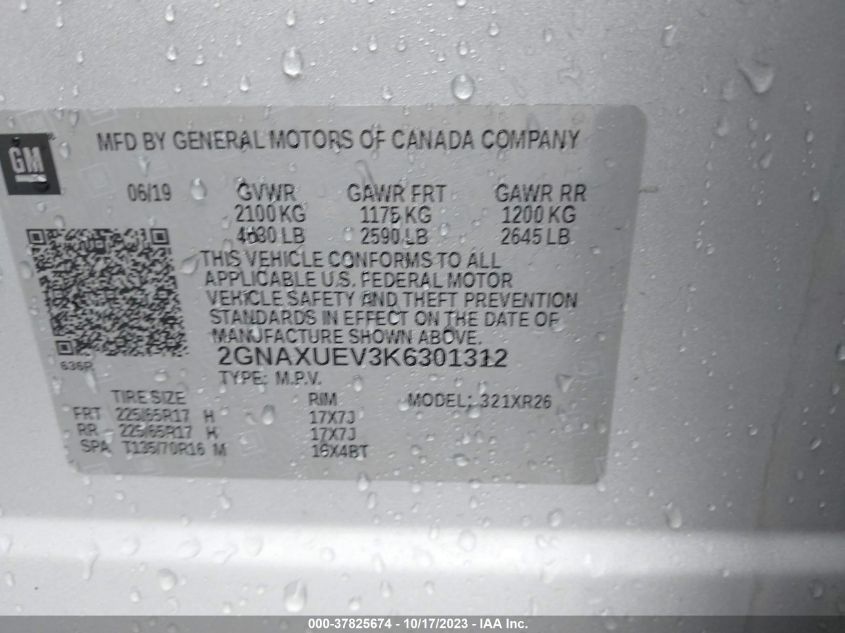 MFD BY GENERAL MOTORS OF CANADA COMPANY
GM
06/19 GVWR GAWR FRT GAWR RR
2100 KG 1175 KG 1200 KG
4630 LB 2590 LB 2645 LB
THIS VEHICLE CONFORMS TO ALL
APPLICABLE U.S. FEDERAL MOTOR
VEHICLE SAFETY AND THEFT PREVENTION
STANDARDS IN EFFECT ON THE DATE OF
MANUFACTURE SHOWN ABOVE.
636R
2GNAXUEV3K6301312
TYPE: M.P.V.
TIRE SIZE RIM MODEL: 321XR26
FRT 225/65R17 H 17X7J
RR 225/65R17 H 17X7J
SPA T135/70R16 M 16X4BT
000-37825674 - 10/17/2023 - IAA Inc.